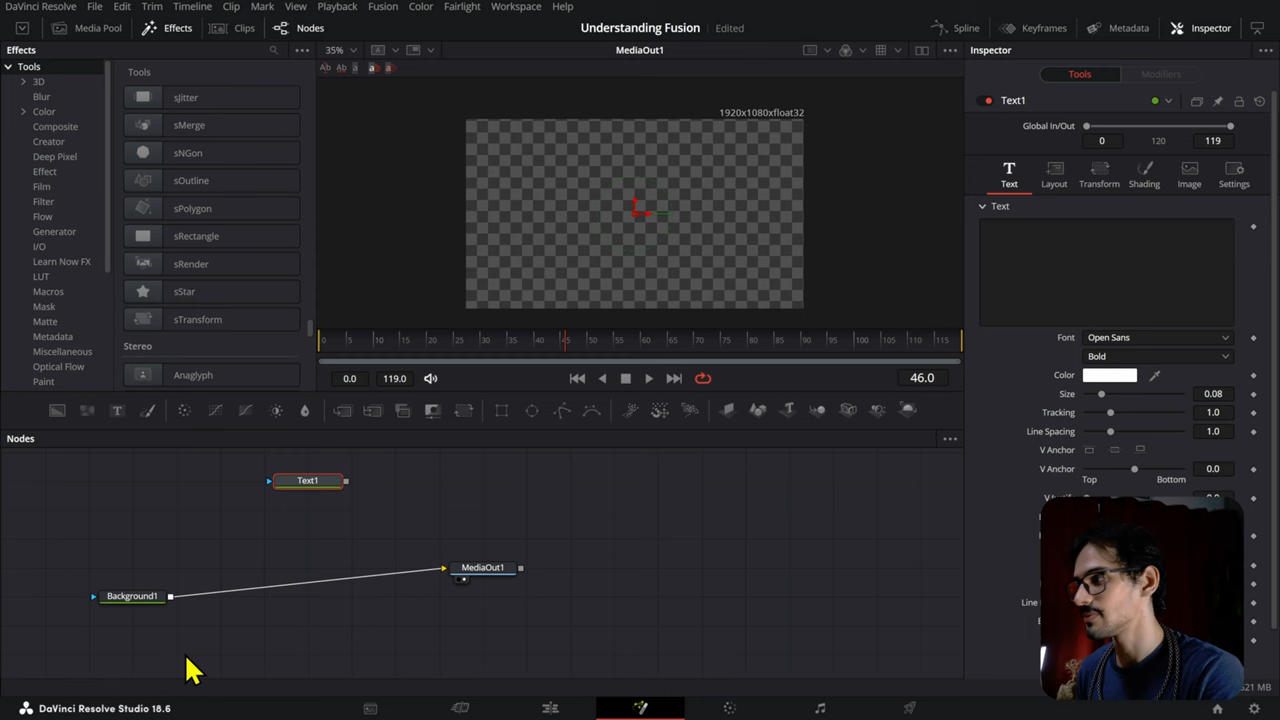 DaVinci Resolve File Edit Trim Timeline Clip Mark View Playback Fusion Color Fairlight Workspace Help
Media Pool Effects Clips Nodes Understanding Fusion Edited Spline Keyframes Metadata Inspector
Effects 35% MediaOut1 Inspector
Tools
3D
Blur
Color
Composite
Creator
Deep Pixel
Effect
Film
Filter
Flow
Generator
I/O
Learn Now FX
LUT
Macros
Mask
Matte
Metadata
Miscellaneous
Optical Flow
Paint
Tools
sJitter
sMerge
sNGon
sOutline
sPolygon
sRectangle
sRender
sStar
sTransform
Stereo
Anaglyph
1920x1080xfloat32
0 5 10 15 20 25 30 35 40 45 50 55 60 65 70 75 80 85 90 95 100 105 110 115
0.0 119.0 46.0
Tools Modifiers
Text1
Global In/Out
0 120 119
Text Layout Transform Shading Image Settings
Text
Font Open Sans
Bold
Color
Size 0.08
Tracking 1.0
Line Spacing 1.0
V Anchor
V Anchor 0.0
Top Bottom
Nodes
Text1
MediaOut1
Background1
DaVinci Resolve Studio 18.6